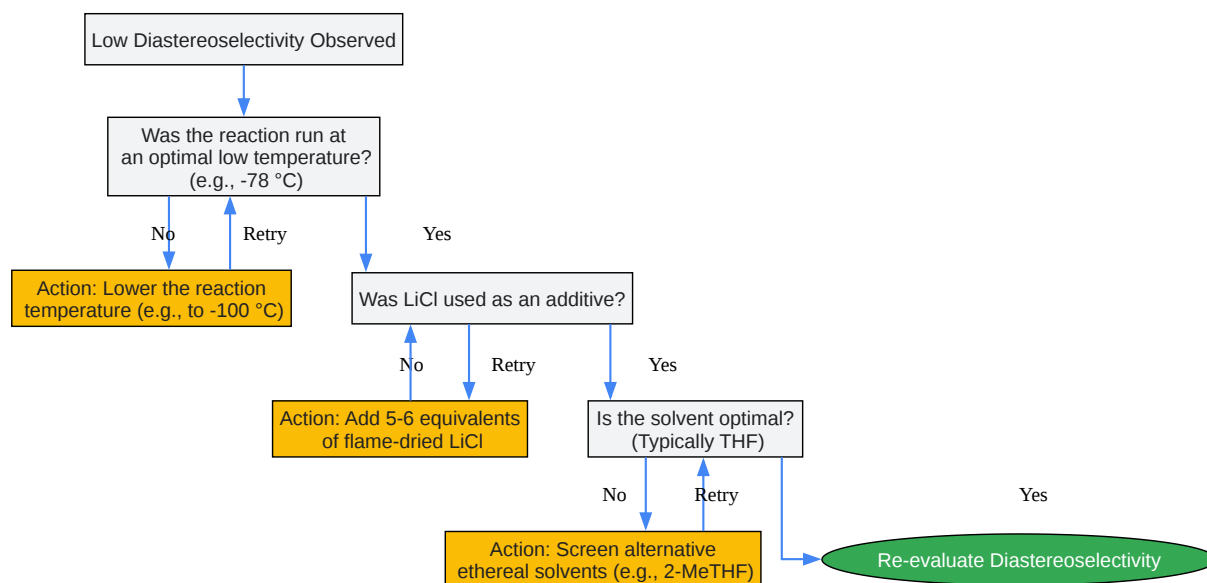 Low Diastereoselectivity Observed
Was the reaction run at
an optimal low temperature?
(e.g., -78 °C)
No
Retry
Yes
Action: Lower the reaction
temperature (e.g., to -100 °C)
Was LiCl used as an additive?
No
Retry
Yes
Action: Add 5-6 equivalents
of flame-dried LiCl
Is the solvent optimal?
(Typically THF)
No
Retry
Yes
Action: Screen alternative
ethereal solvents (e.g., 2-MeTHF)
Re-evaluate Diastereoselectivity